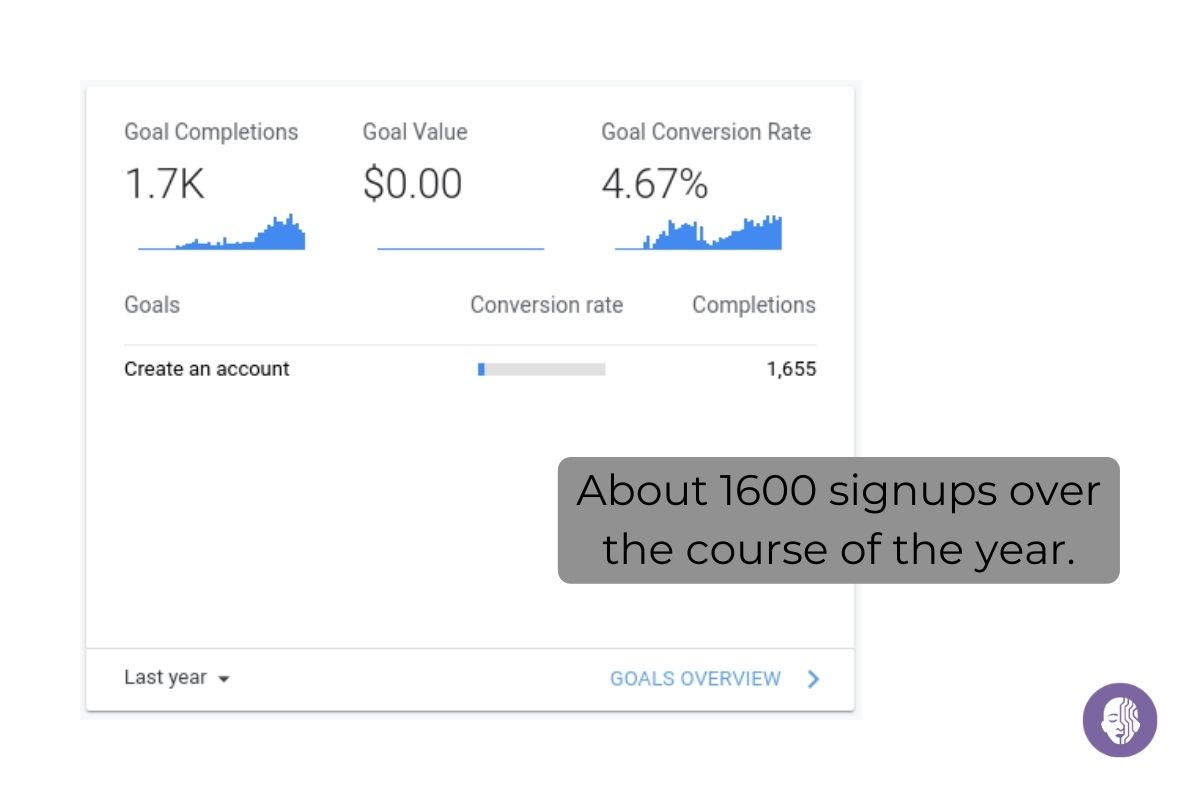 Goal Completions Goal Value Goal Conversion Rate
1.7K $0.00 4.67%
Goals Conversion rate Completions
Create an account 1,655
About 1600 signups over
the course of the year.
Last year GOALS OVERVIEW